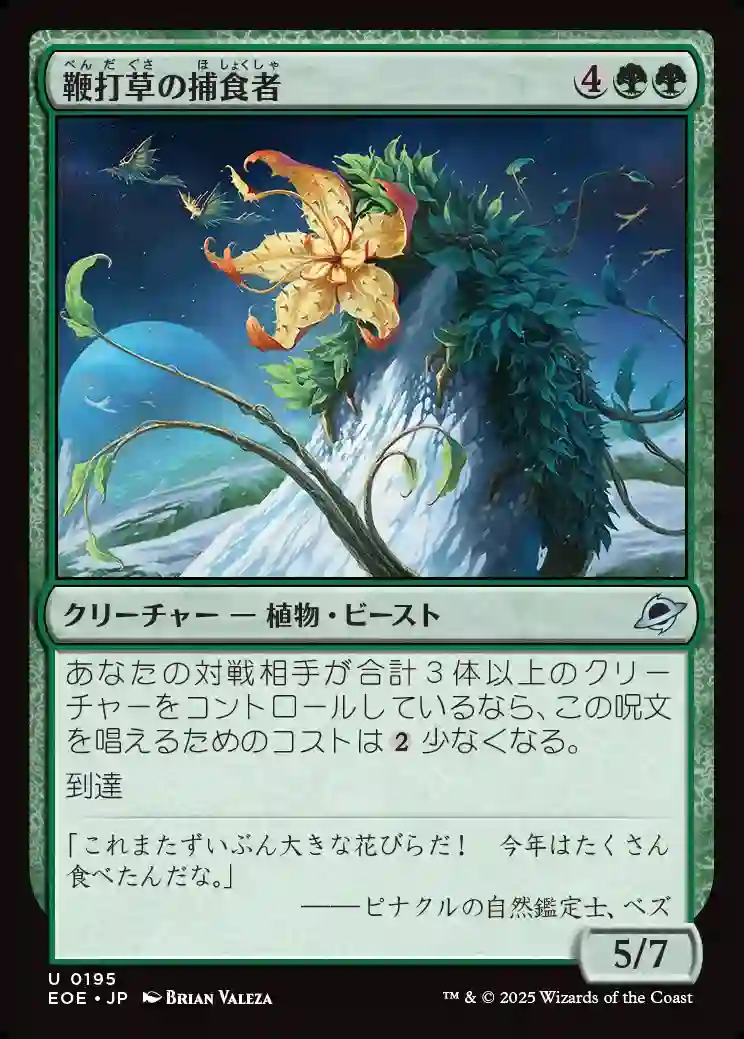 べんだぐさ ほしょくしゃ
鞭打草の捕食者 4
クリーチャー — 植物・ビースト
あなたの対戦相手が合計３体以上のクリー
チャーをコントロールしているなら、この呪文
を唱えるためのコストは 2 少なくなる。
到達
「これまたずいぶん大きな花びらだ！　今年はたくさん
食べたんだな。」
――ピナクルの自然鑑定士、ベズ
5/7
U 0195
EOE • JP BRIAN VALEZA
™ & © 2025 Wizards of the Coast